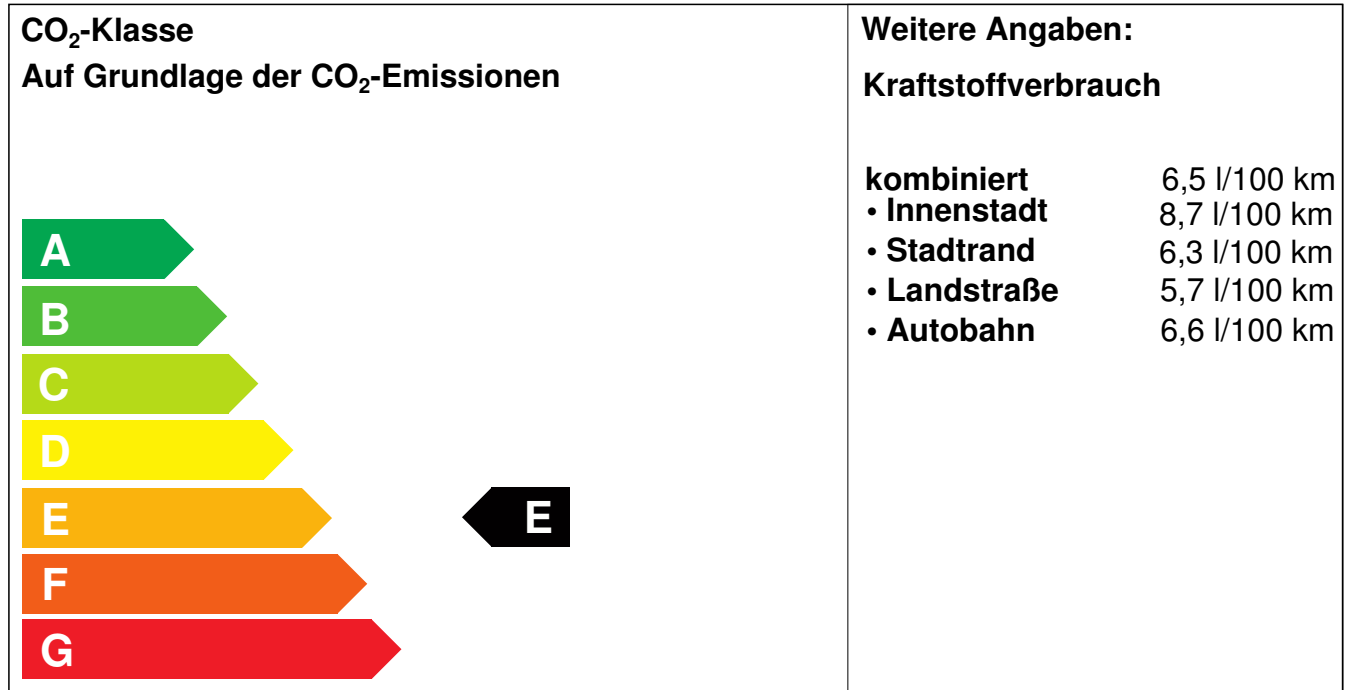 CO₂-Klasse
Auf Grundlage der CO₂-Emissionen
A
B
C
D
E
E
F
G
Weitere Angaben:
Kraftstoffverbrauch
kombiniert 6,5 l/100 km
• Innenstadt 8,7 l/100 km
• Stadtrand 6,3 l/100 km
• Landstraße 5,7 l/100 km
• Autobahn 6,6 l/100 km